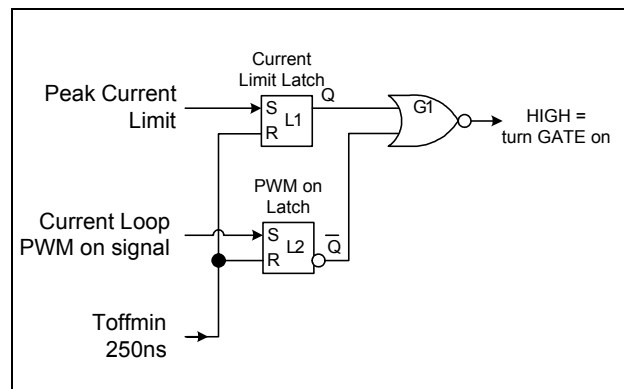 Current
Limit Latch
Q
Peak Current
Limit
S
L1
R
G1
HIGH =
turn GATE on
PWM on
Latch
Current Loop
PWM on signal
S
L2
R
Q̅
Toffmin
250ns